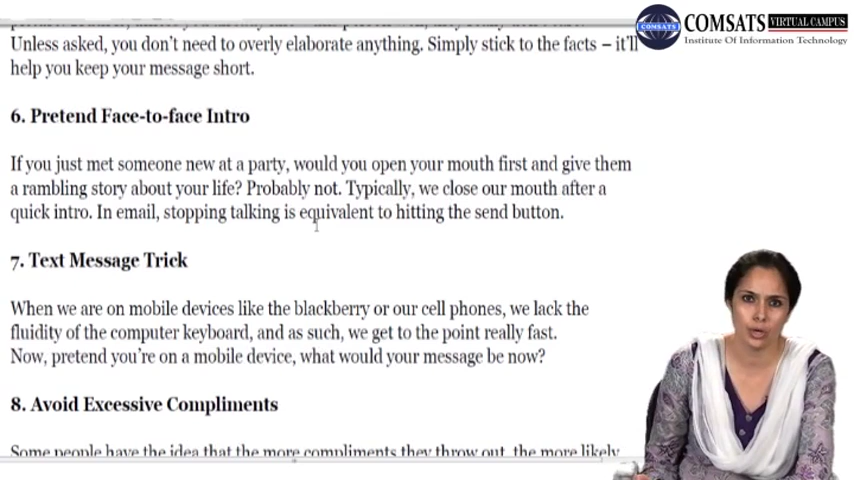 COMSATS VIRTUAL CAMPUS
Institute Of Information Technology
COMSATS
Unless asked, you don't need to overly elaborate anything. Simply stick to the facts – it'll
help you keep your message short.
6. Pretend Face-to-face Intro
If you just met someone new at a party, would you open your mouth first and give them
a rambling story about your life? Probably not. Typically, we close our mouth after a
quick intro. In email, stopping talking is equivalent to hitting the send button.
7. Text Message Trick
When we are on mobile devices like the blackberry or our cell phones, we lack the
fluidity of the computer keyboard, and as such, we get to the point really fast.
Now, pretend you're on a mobile device, what would your message be now?
8. Avoid Excessive Compliments
Some people have the idea that the more compliments they throw out, the more likely